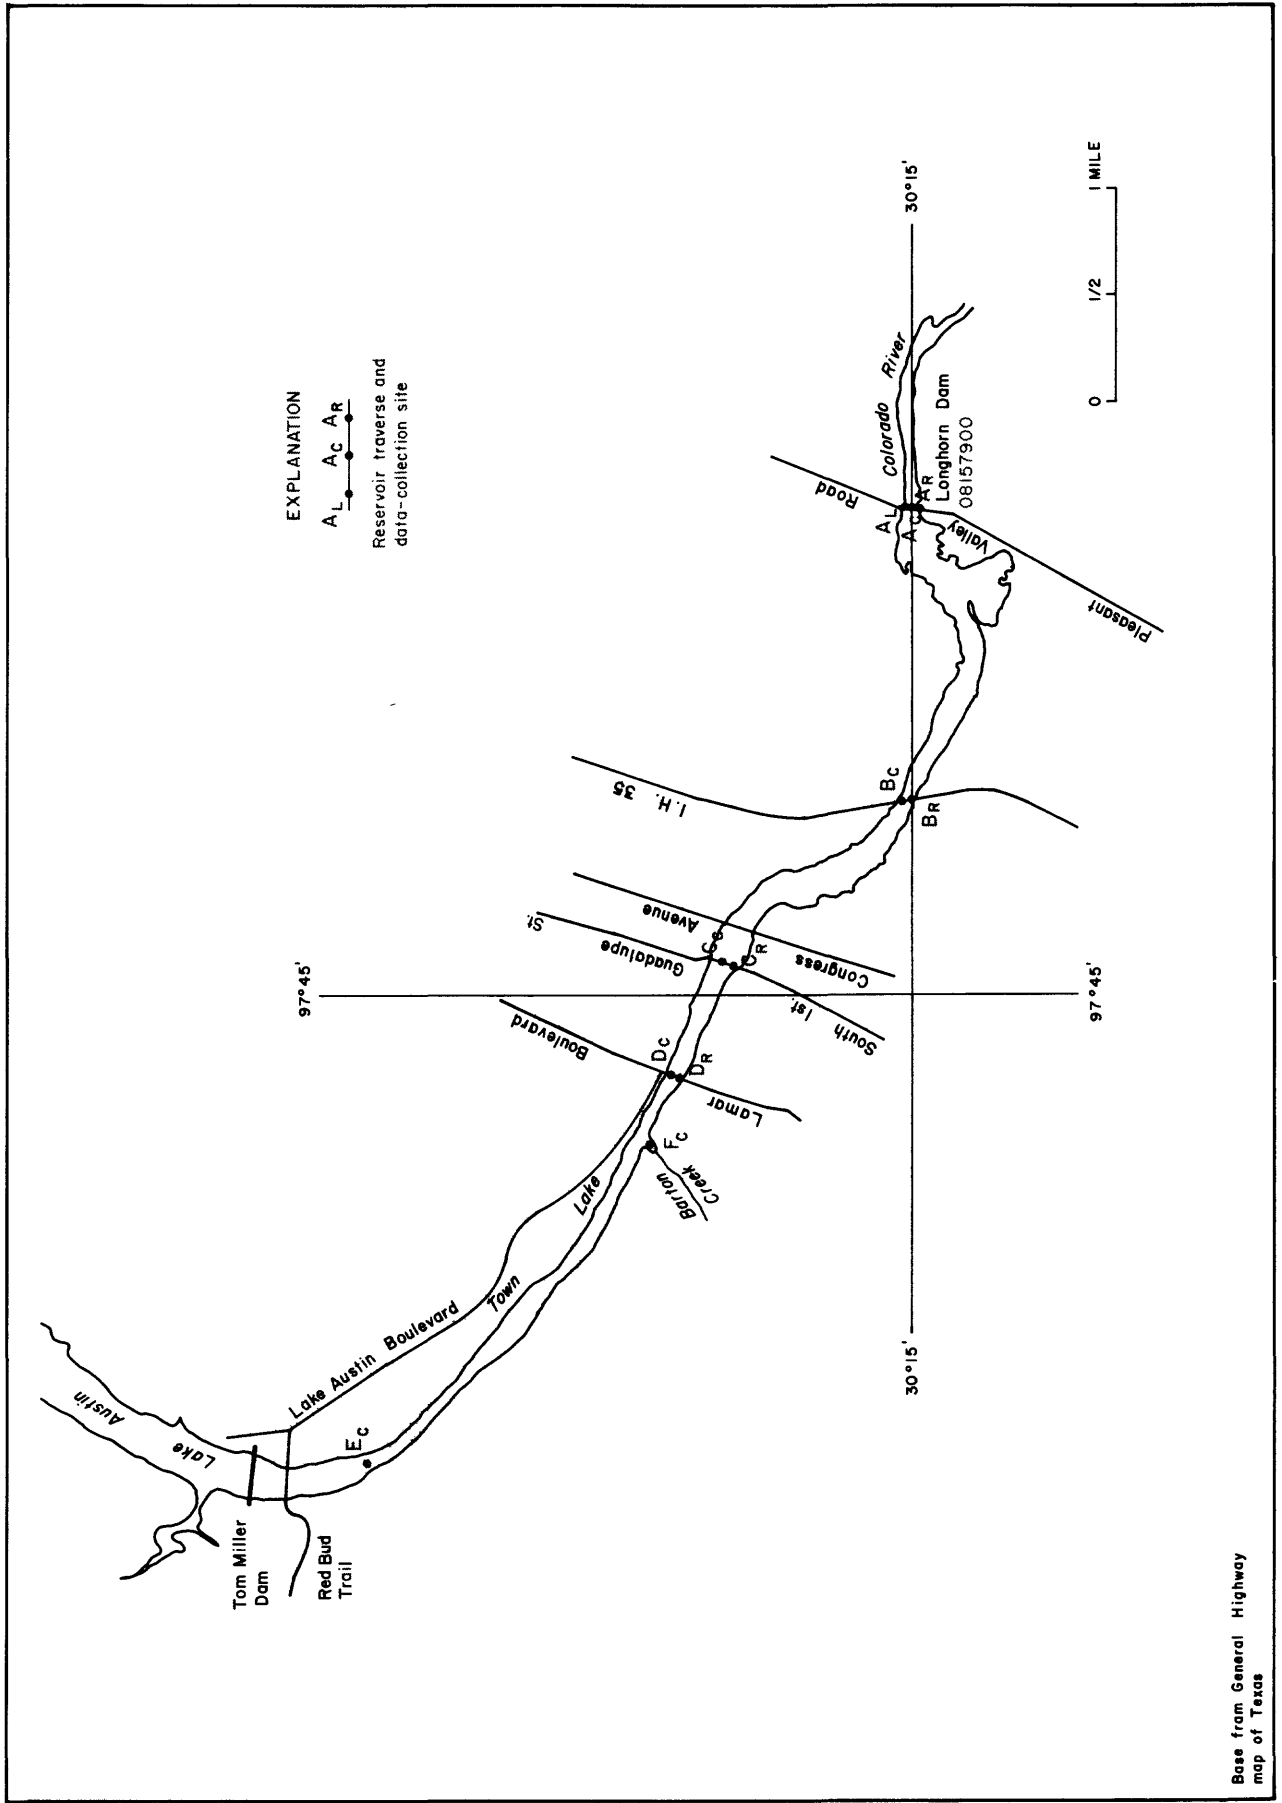 EXPLANATION
AL AC AR
Reservoir traverse and
data-collection site
Lake
Austin
Tom Miller
Dam
Red Bud
Trail
EC
Lake Austin Boulevard
Town
Lake
Barton
Creek
FC
Boulevard
Lamar
DC
DR
97°45'
97°45'
Guadalupe
St.
South
1st.
CC
CR
Congress
Avenue
I. H. 35
BC
BR
30°15'
30°15'
Pleasant
Valley
Road
AL
AC
AR
Colorado River
Longhorn Dam
08157900
0 1/2 1 MILE
Base from General Highway
map of Texas